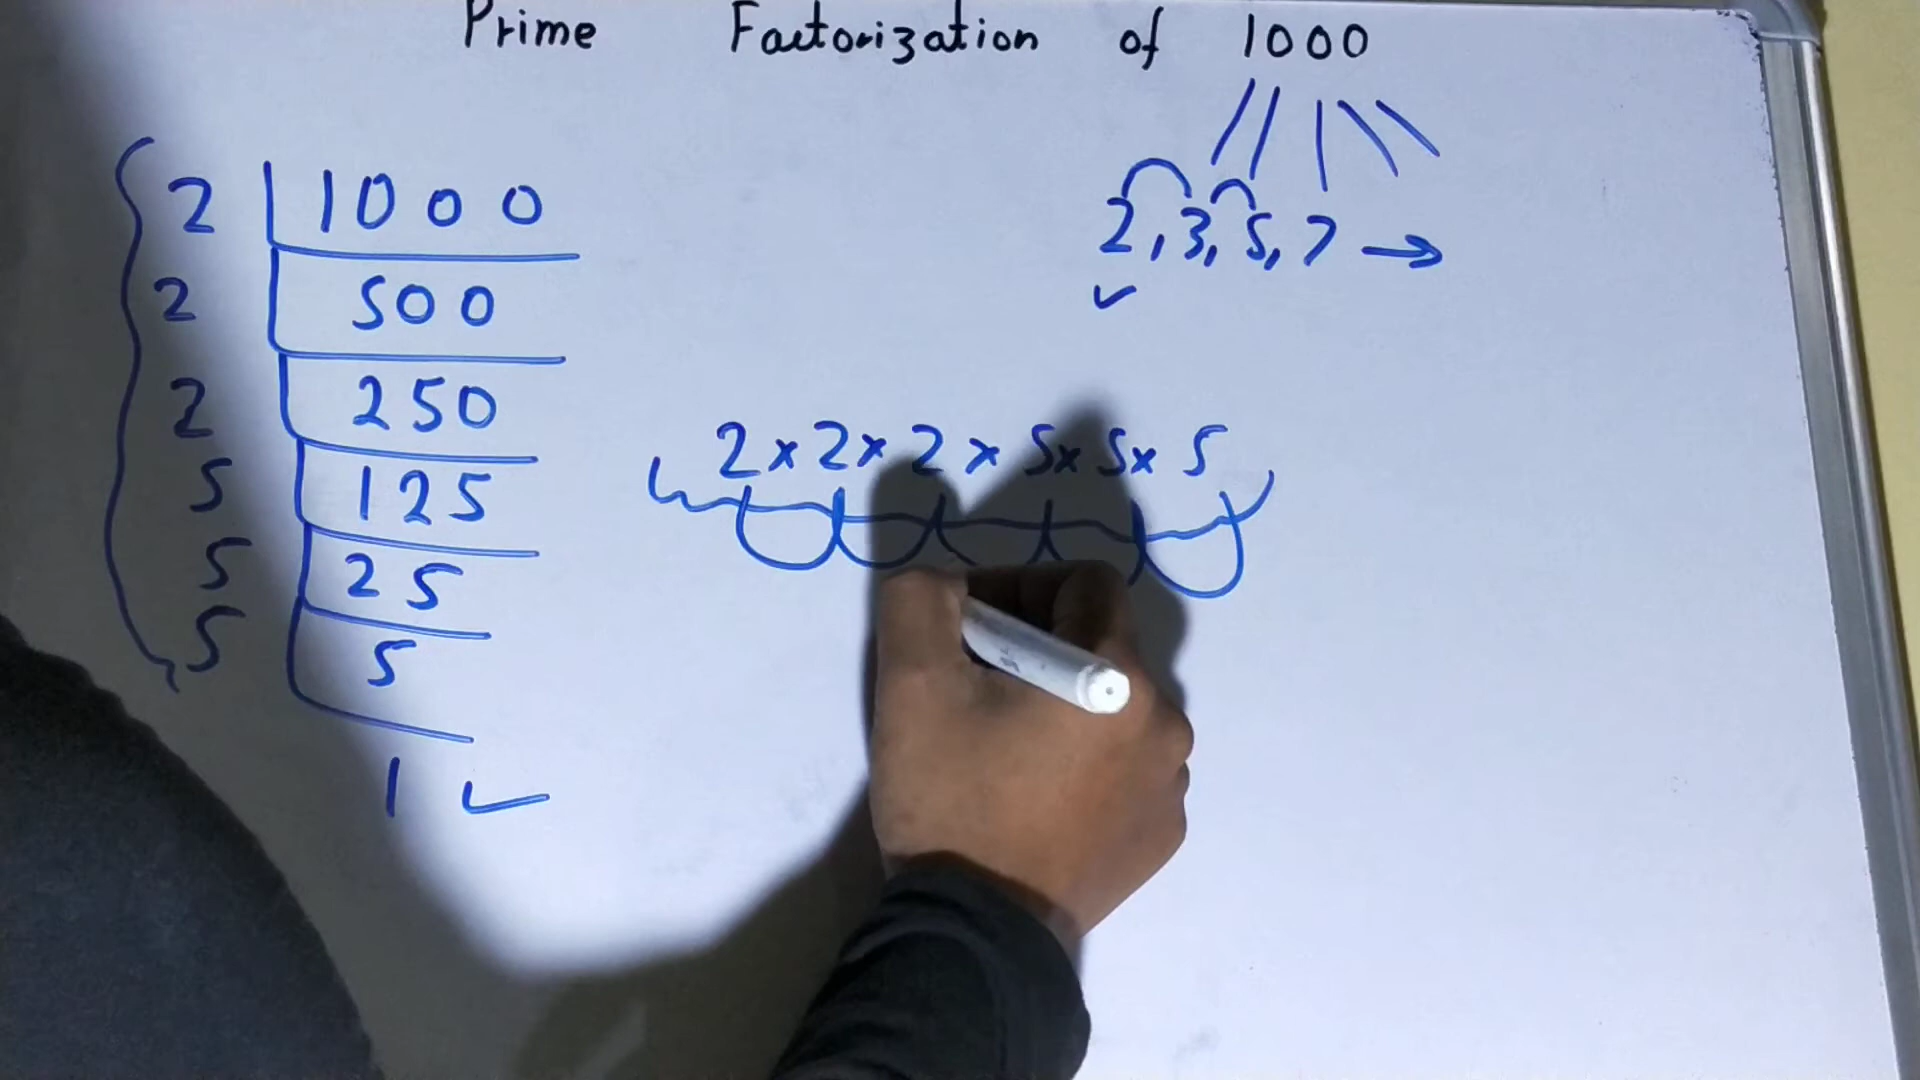 Prime Factorization of 1000
2 | 1000
2 | 500
2 | 250
5 | 125
5 | 25
5 | 5
1 ✓
2, 3, 5, 7 →
✓
2 × 2 × 2 × 5 × 5 × 5